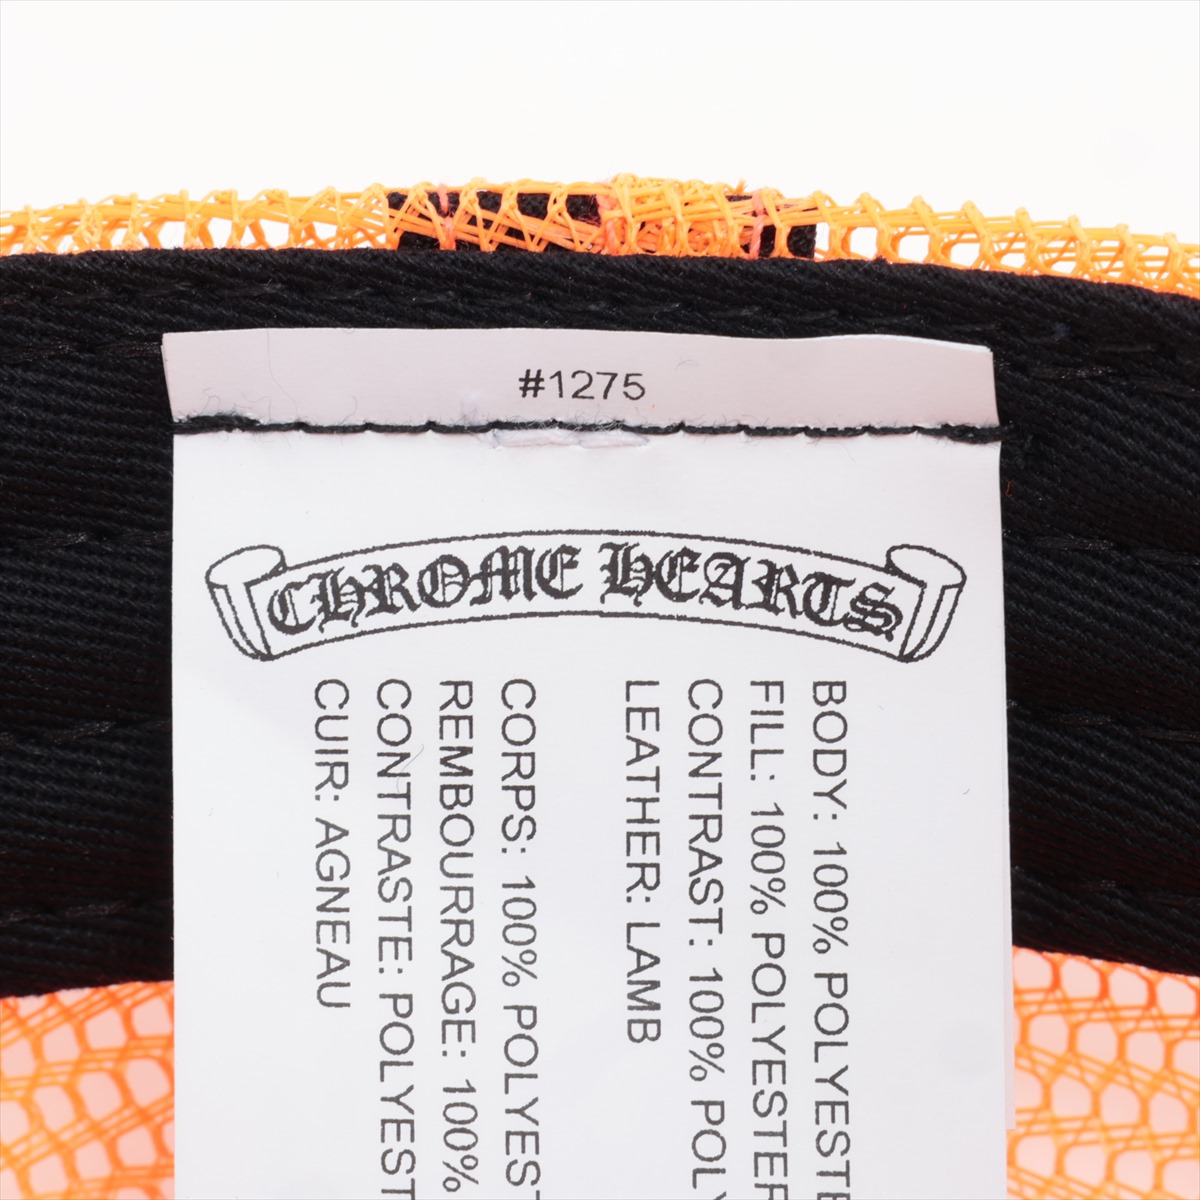 #1275
CHROME HEARTS
BODY: 100% POLYESTE
FILL: 100% POLYESTER
CONTRAST: 100% POLY
LEATHER: LAMB
CORPS: 100% POLYEST
REMBOURRAGE: 100%
CONTRASTE: POLYEST
CUIR: AGNEAU